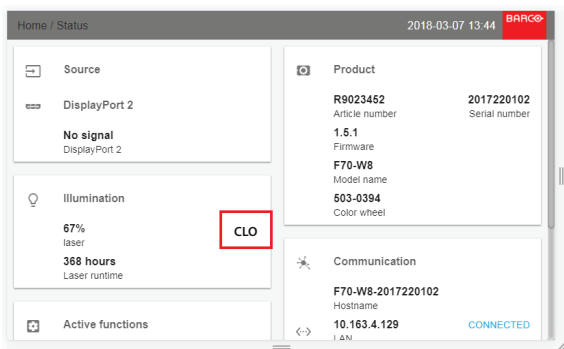 Home / Status
2018-03-07 13:44
BARCO
Source
DisplayPort 2
No signal
DisplayPort 2
Illumination
67%
laser
CLO
368 hours
Laser runtime
Active functions
Product
R9023452 2017220102
Article number Serial number
1.5.1
Firmware
F70-W8
Model name
503-0394
Color wheel
Communication
F70-W8-2017220102
Hostname
10.163.4.129 CONNECTED
LAN